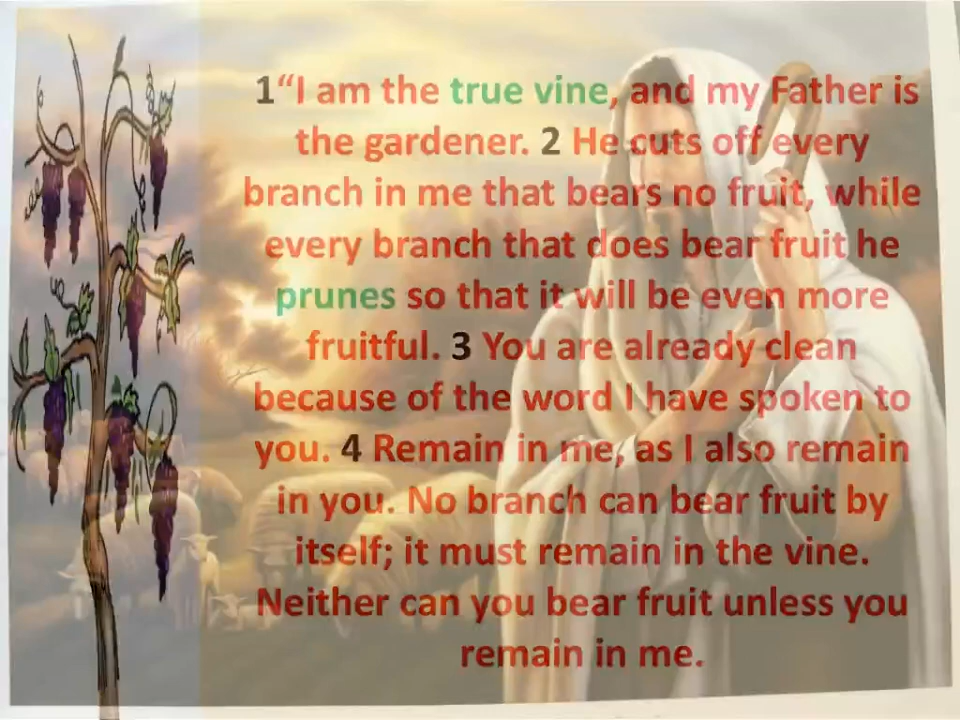 1“I am the true vine, and my Father is
the gardener. 2 He cuts off every
branch in me that bears no fruit, while
every branch that does bear fruit he
prunes so that it will be even more
fruitful. 3 You are already clean
because of the word I have spoken to
you. 4 Remain in me, as I also remain
in you. No branch can bear fruit by
itself; it must remain in the vine.
Neither can you bear fruit unless you
remain in me.